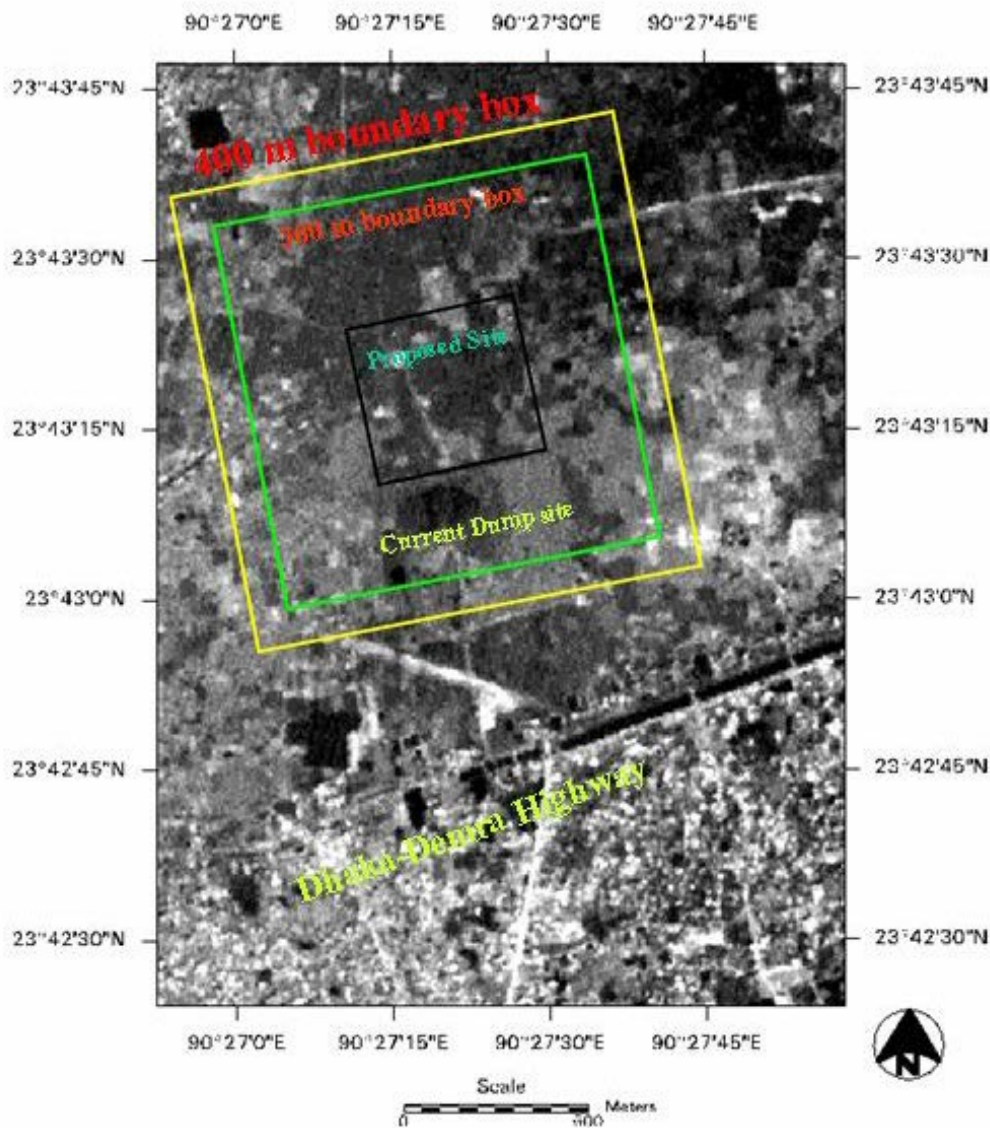 90°27'0"E 90°27'15"E 90°27'30"E 90°27'45"E
23°43'45"N 23°43'45"N
400 m boundary box
300 m boundary box
23°43'30"N 23°43'30"N
Proposed Site
23°43'15"N 23°43'15"N
Current Dump site
23°43'0"N 23°43'0"N
23°42'45"N 23°42'45"N
Dhaka-Demra Highway
23°42'30"N 23°42'30"N
90°27'0"E 90°27'15"E 90°27'30"E 90°27'45"E
N
Scale
Meters
0